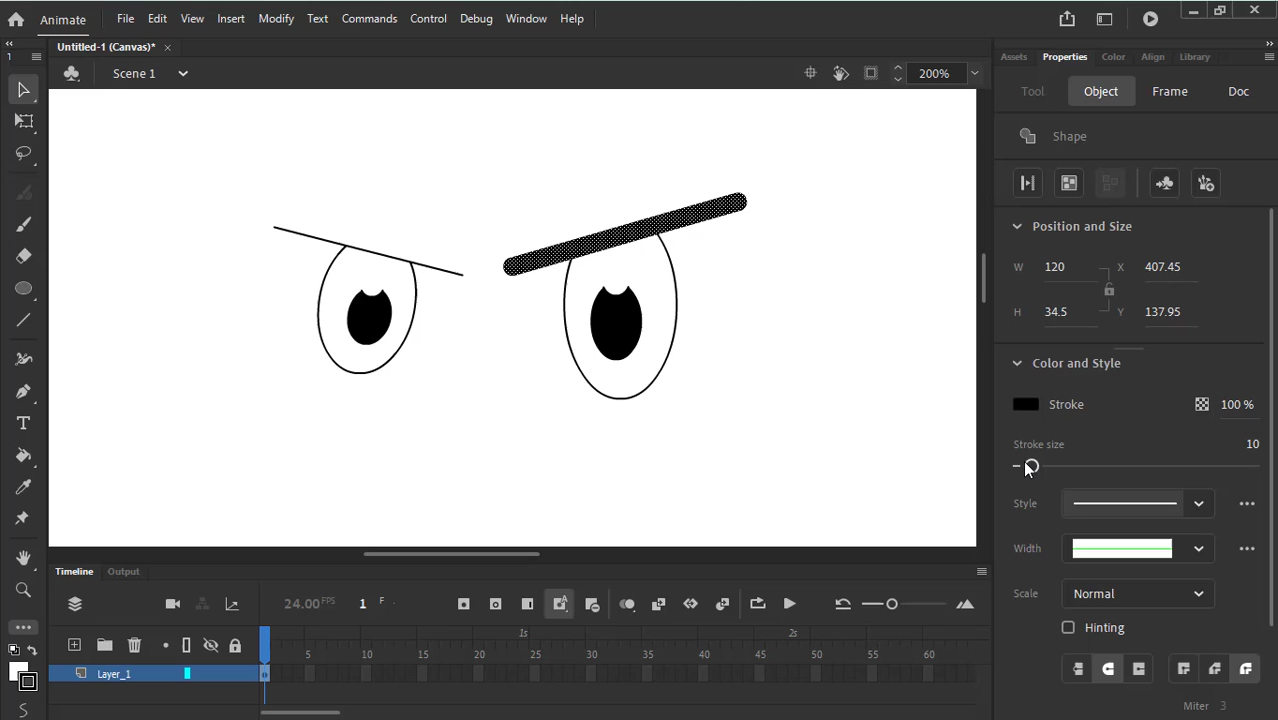 Animate File Edit View Insert Modify Text Commands Control Debug Window Help
Untitled-1 (Canvas)* ×
Scene 1 200%
1
Assets Properties Color Align Library
Tool Object Frame Doc
Shape
Position and Size
W 120 X 407.45
H 34.5 Y 137.95
Color and Style
Stroke 100 %
Stroke size 10
Style
Width
Scale Normal
Hinting
Miter 3
Timeline Output
24.00 FPS 1 F
1s 2s
5 10 15 20 25 30 35 40 45 50 55 60
Layer_1